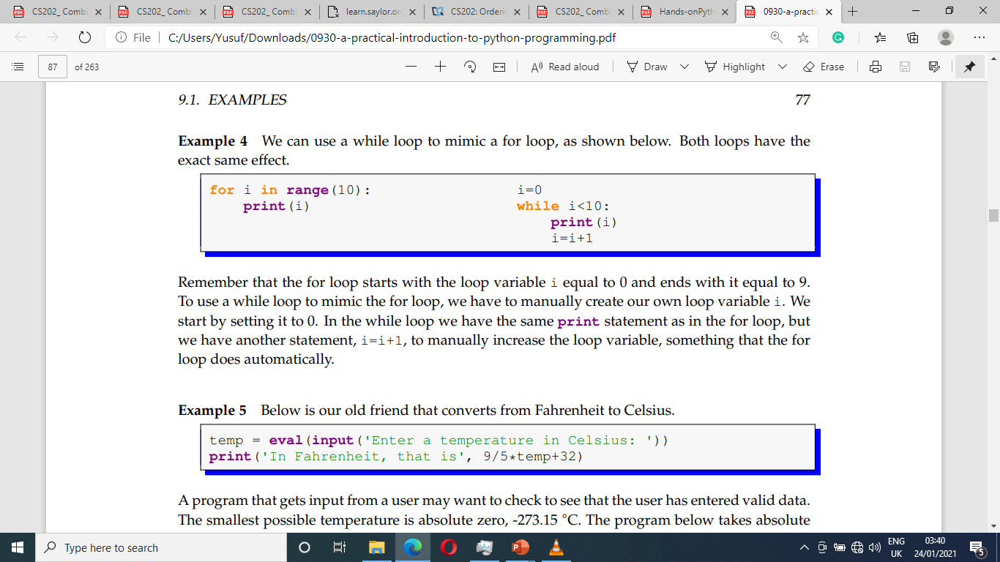 CS202_ Combi
CS202_ Combi
CS202_ Comb
learn.saylor.or
CS202: Orderi
CS202_ Comb
Hands-onPyth
0930-a-practic
File
C:/Users/Yusuf/Downloads/0930-a-practical-introduction-to-python-programming.pdf
87 of 263
Read aloud
Draw
Highlight
Erase
9.1. EXAMPLES 77
Example 4 We can use a while loop to mimic a for loop, as shown below. Both loops have the
exact same effect.
for i in range(10):
    print(i)
i=0
while i<10:
    print(i)
    i=i+1
Remember that the for loop starts with the loop variable i equal to 0 and ends with it equal to 9.
To use a while loop to mimic the for loop, we have to manually create our own loop variable i. We
start by setting it to 0. In the while loop we have the same print statement as in the for loop, but
we have another statement, i=i+1, to manually increase the loop variable, something that the for
loop does automatically.
Example 5 Below is our old friend that converts from Fahrenheit to Celsius.
temp = eval(input('Enter a temperature in Celsius: '))
print('In Fahrenheit, that is', 9/5*temp+32)
A program that gets input from a user may want to check to see that the user has entered valid data.
The smallest possible temperature is absolute zero, -273.15 °C. The program below takes absolute
Type here to search
ENG
UK
03:40
24/01/2021
5